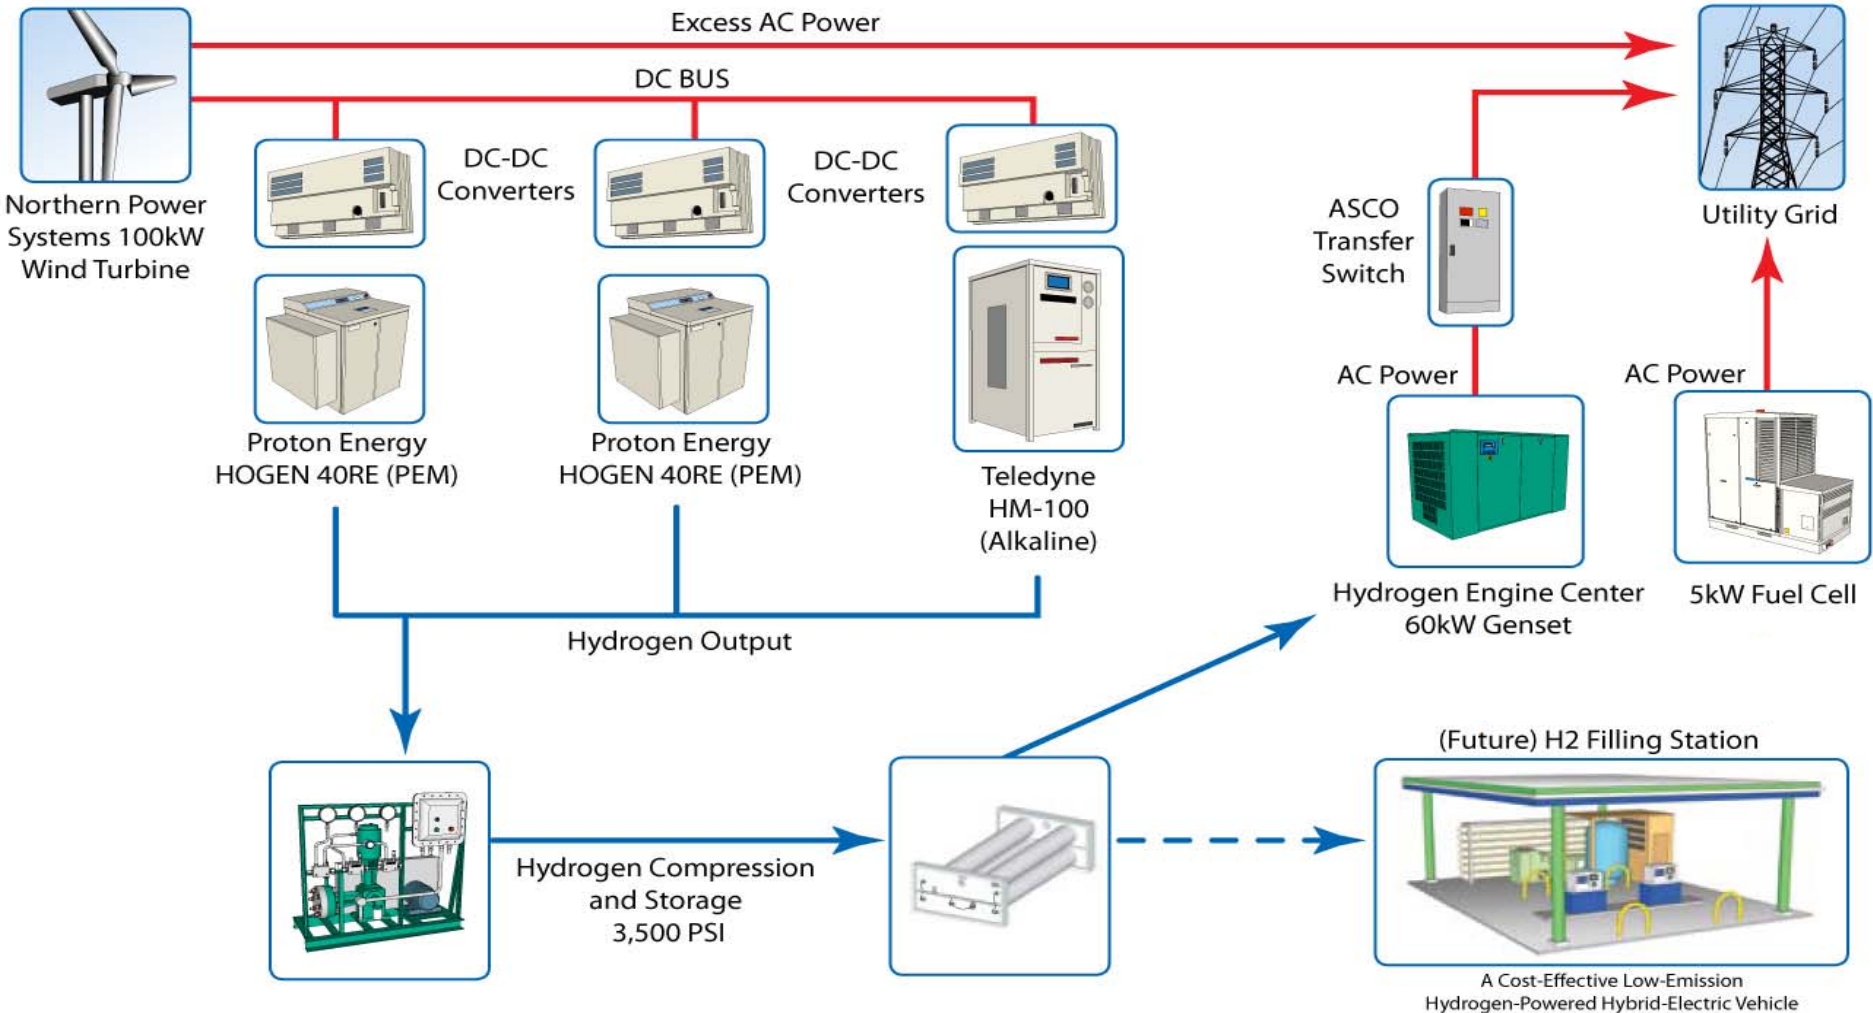 Excess AC Power
DC BUS
DC-DC
Converters
DC-DC
Converters
Northern Power
Systems 100kW
Wind Turbine
ASCO
Transfer
Switch
Utility Grid
AC Power
AC Power
Proton Energy
HOGEN 40RE (PEM)
Proton Energy
HOGEN 40RE (PEM)
Teledyne
HM-100
(Alkaline)
Hydrogen Engine Center
60kW Genset
5kW Fuel Cell
Hydrogen Output
(Future) H2 Filling Station
Hydrogen Compression
and Storage
3,500 PSI
A Cost-Effective Low-Emission
Hydrogen-Powered Hybrid-Electric Vehicle